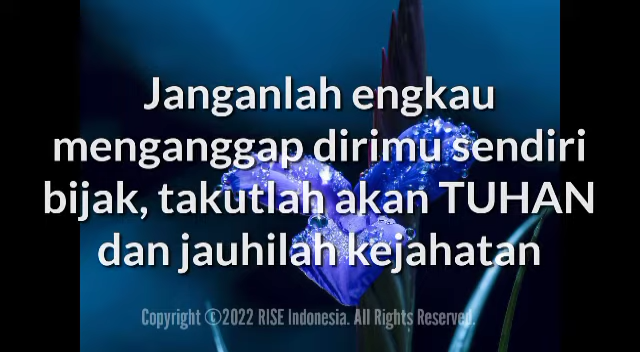 Janganlah engkau
menganggap dirimu sendiri
bijak, takutlah akan TUHAN
dan jauhilah kejahatan
Copyright ©2022 RISE Indonesia. All Rights Reserved.